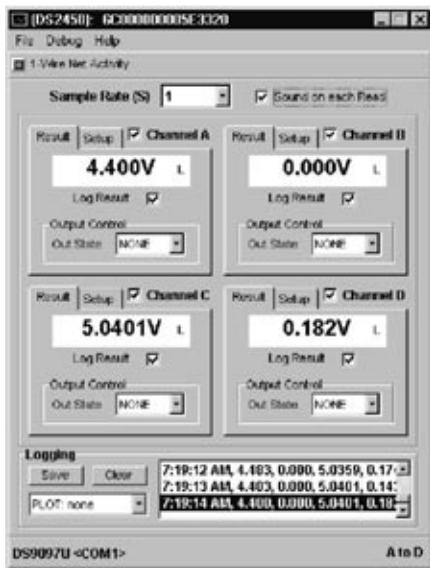 [DS2450]: GC000000005E3320
File Debug Help
1-Wire Net Activity
Sample Rate (S) 1 Sound on each Read
Result Setup Channel A
4.400V L
Log Result
Output Control
Out State NONE
Result Setup Channel B
0.000V L
Log Result
Output Control
Out State NONE
Result Setup Channel C
5.0401V L
Log Result
Output Control
Out State NONE
Result Setup Channel D
0.182V L
Log Result
Output Control
Out State NONE
Logging
Save Clear
PLOT: none
7:19:12 AM, 4.483, 0.000, 5.0359, 0.17
7:19:13 AM, 4.403, 0.000, 5.0401, 0.14
7:19:14 AM, 4.400, 0.000, 5.0401, 0.18
DS9097U <COM1> A to D